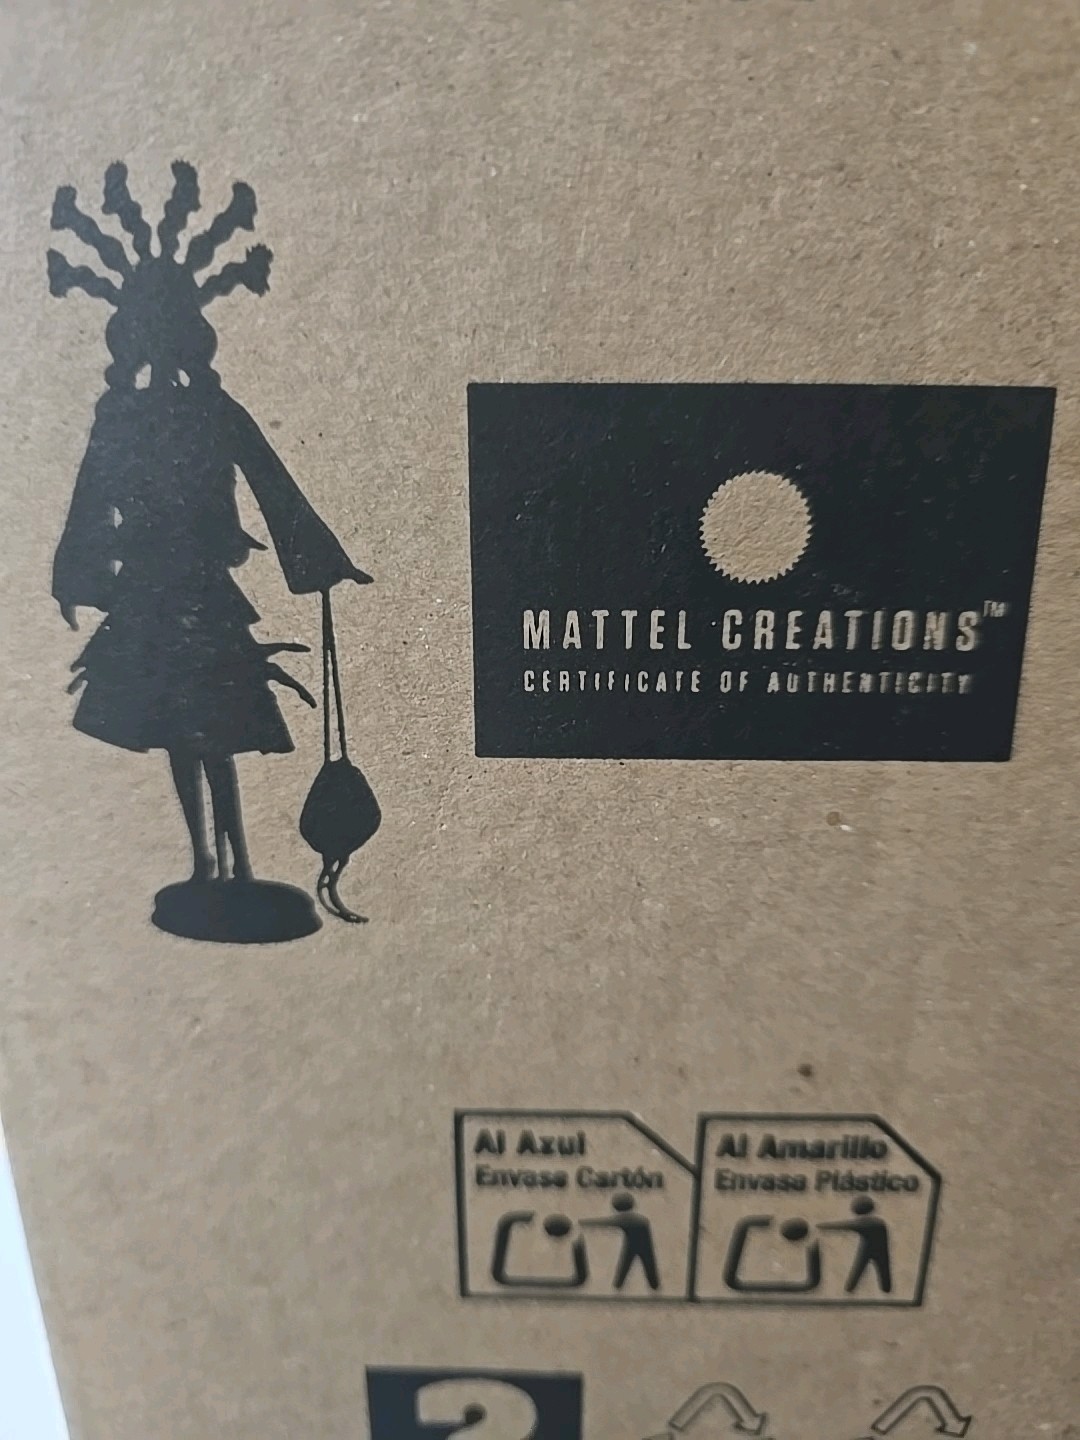 MATTEL CREATIONS™
CERTIFICATE OF AUTHENTICITY
Al Azul
Envase Cartón
Al Amarillo
Envase Plástico